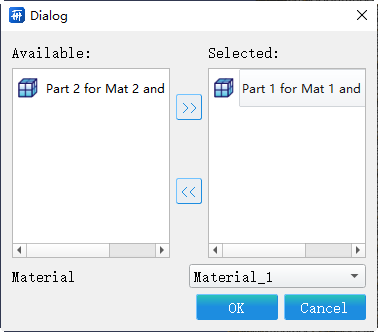 Dialog
Available:
Selected:
Part 2 for Mat 2 and
Part 1 for Mat 1 and
>>
<<
Material
Material_1
OK
Cancel